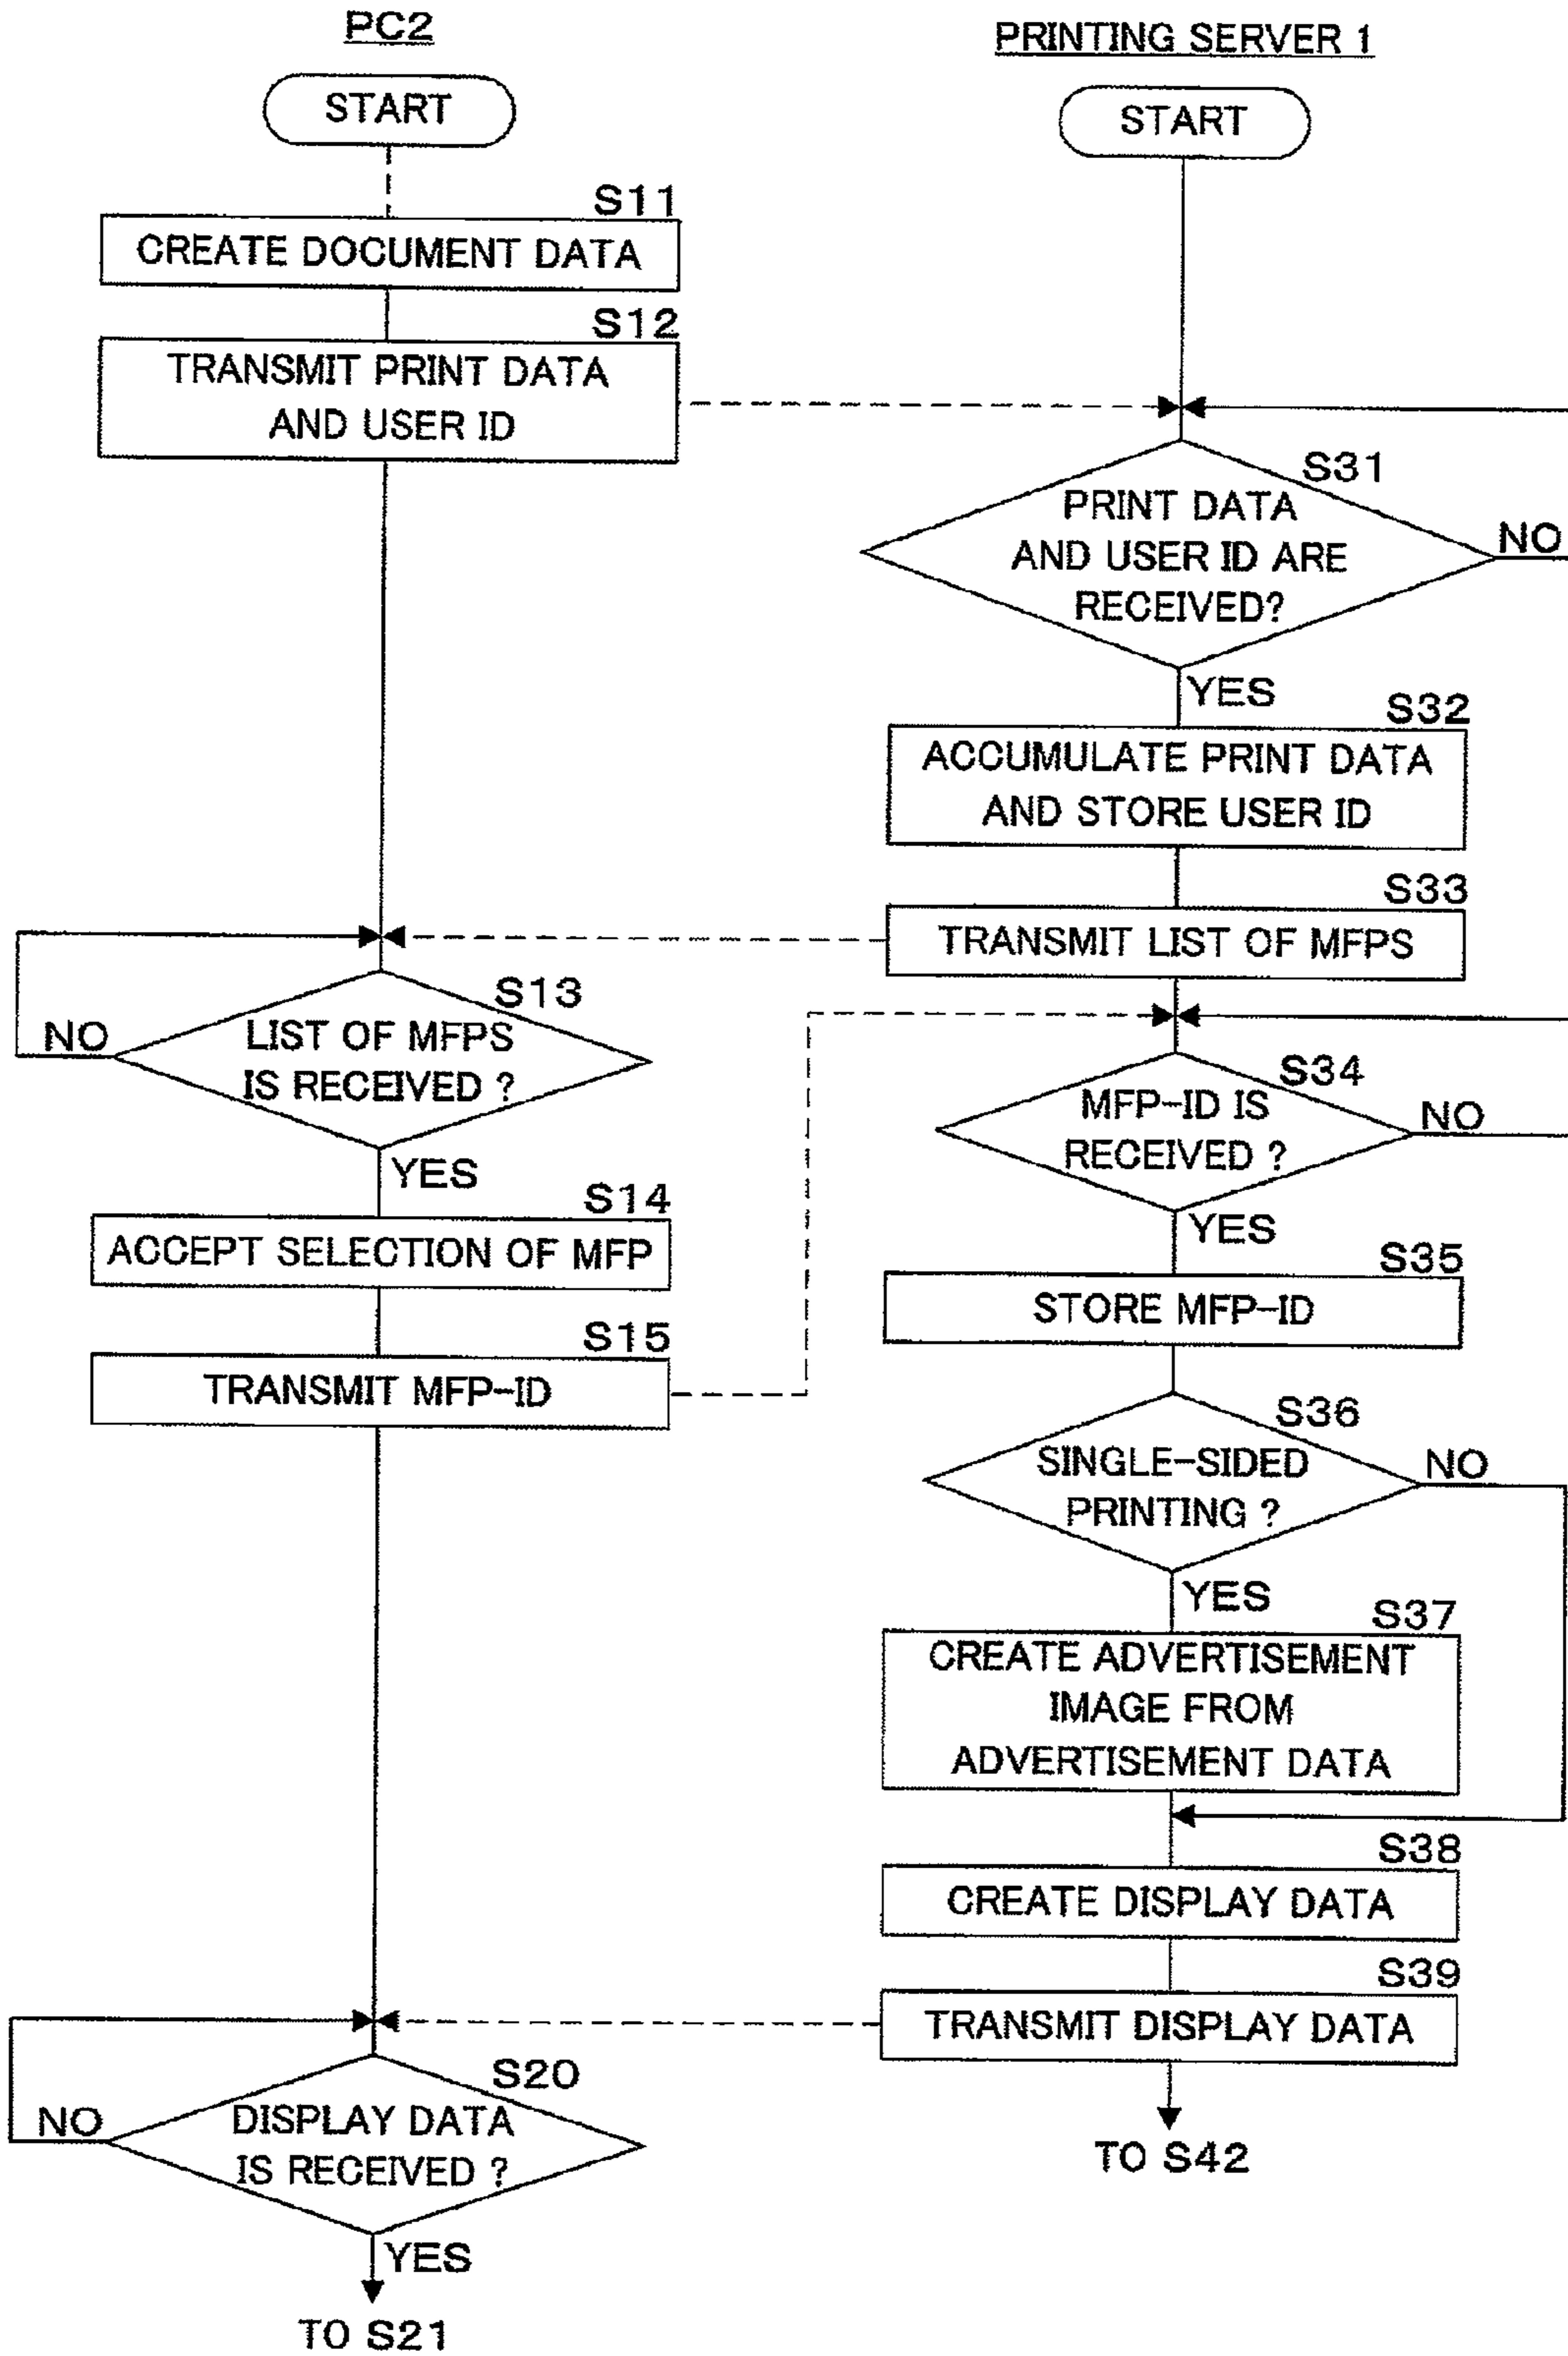 PC2
START
S11
CREATE DOCUMENT DATA
S12
TRANSMIT PRINT DATA
AND USER ID
S13
LIST OF MFPS
IS RECEIVED ?
NO
YES
S14
ACCEPT SELECTION OF MFP
S15
TRANSMIT MFP-ID
S20
DISPLAY DATA
IS RECEIVED ?
NO
YES
TO S21
PRINTING SERVER 1
START
S31
PRINT DATA
AND USER ID ARE
RECEIVED?
NO
YES
S32
ACCUMULATE PRINT DATA
AND STORE USER ID
S33
TRANSMIT LIST OF MFPS
S34
MFP-ID IS
RECEIVED ?
NO
YES
S35
STORE MFP-ID
S36
SINGLE-SIDED
PRINTING ?
NO
YES
S37
CREATE ADVERTISEMENT
IMAGE FROM
ADVERTISEMENT DATA
S38
CREATE DISPLAY DATA
S39
TRANSMIT DISPLAY DATA
TO S42